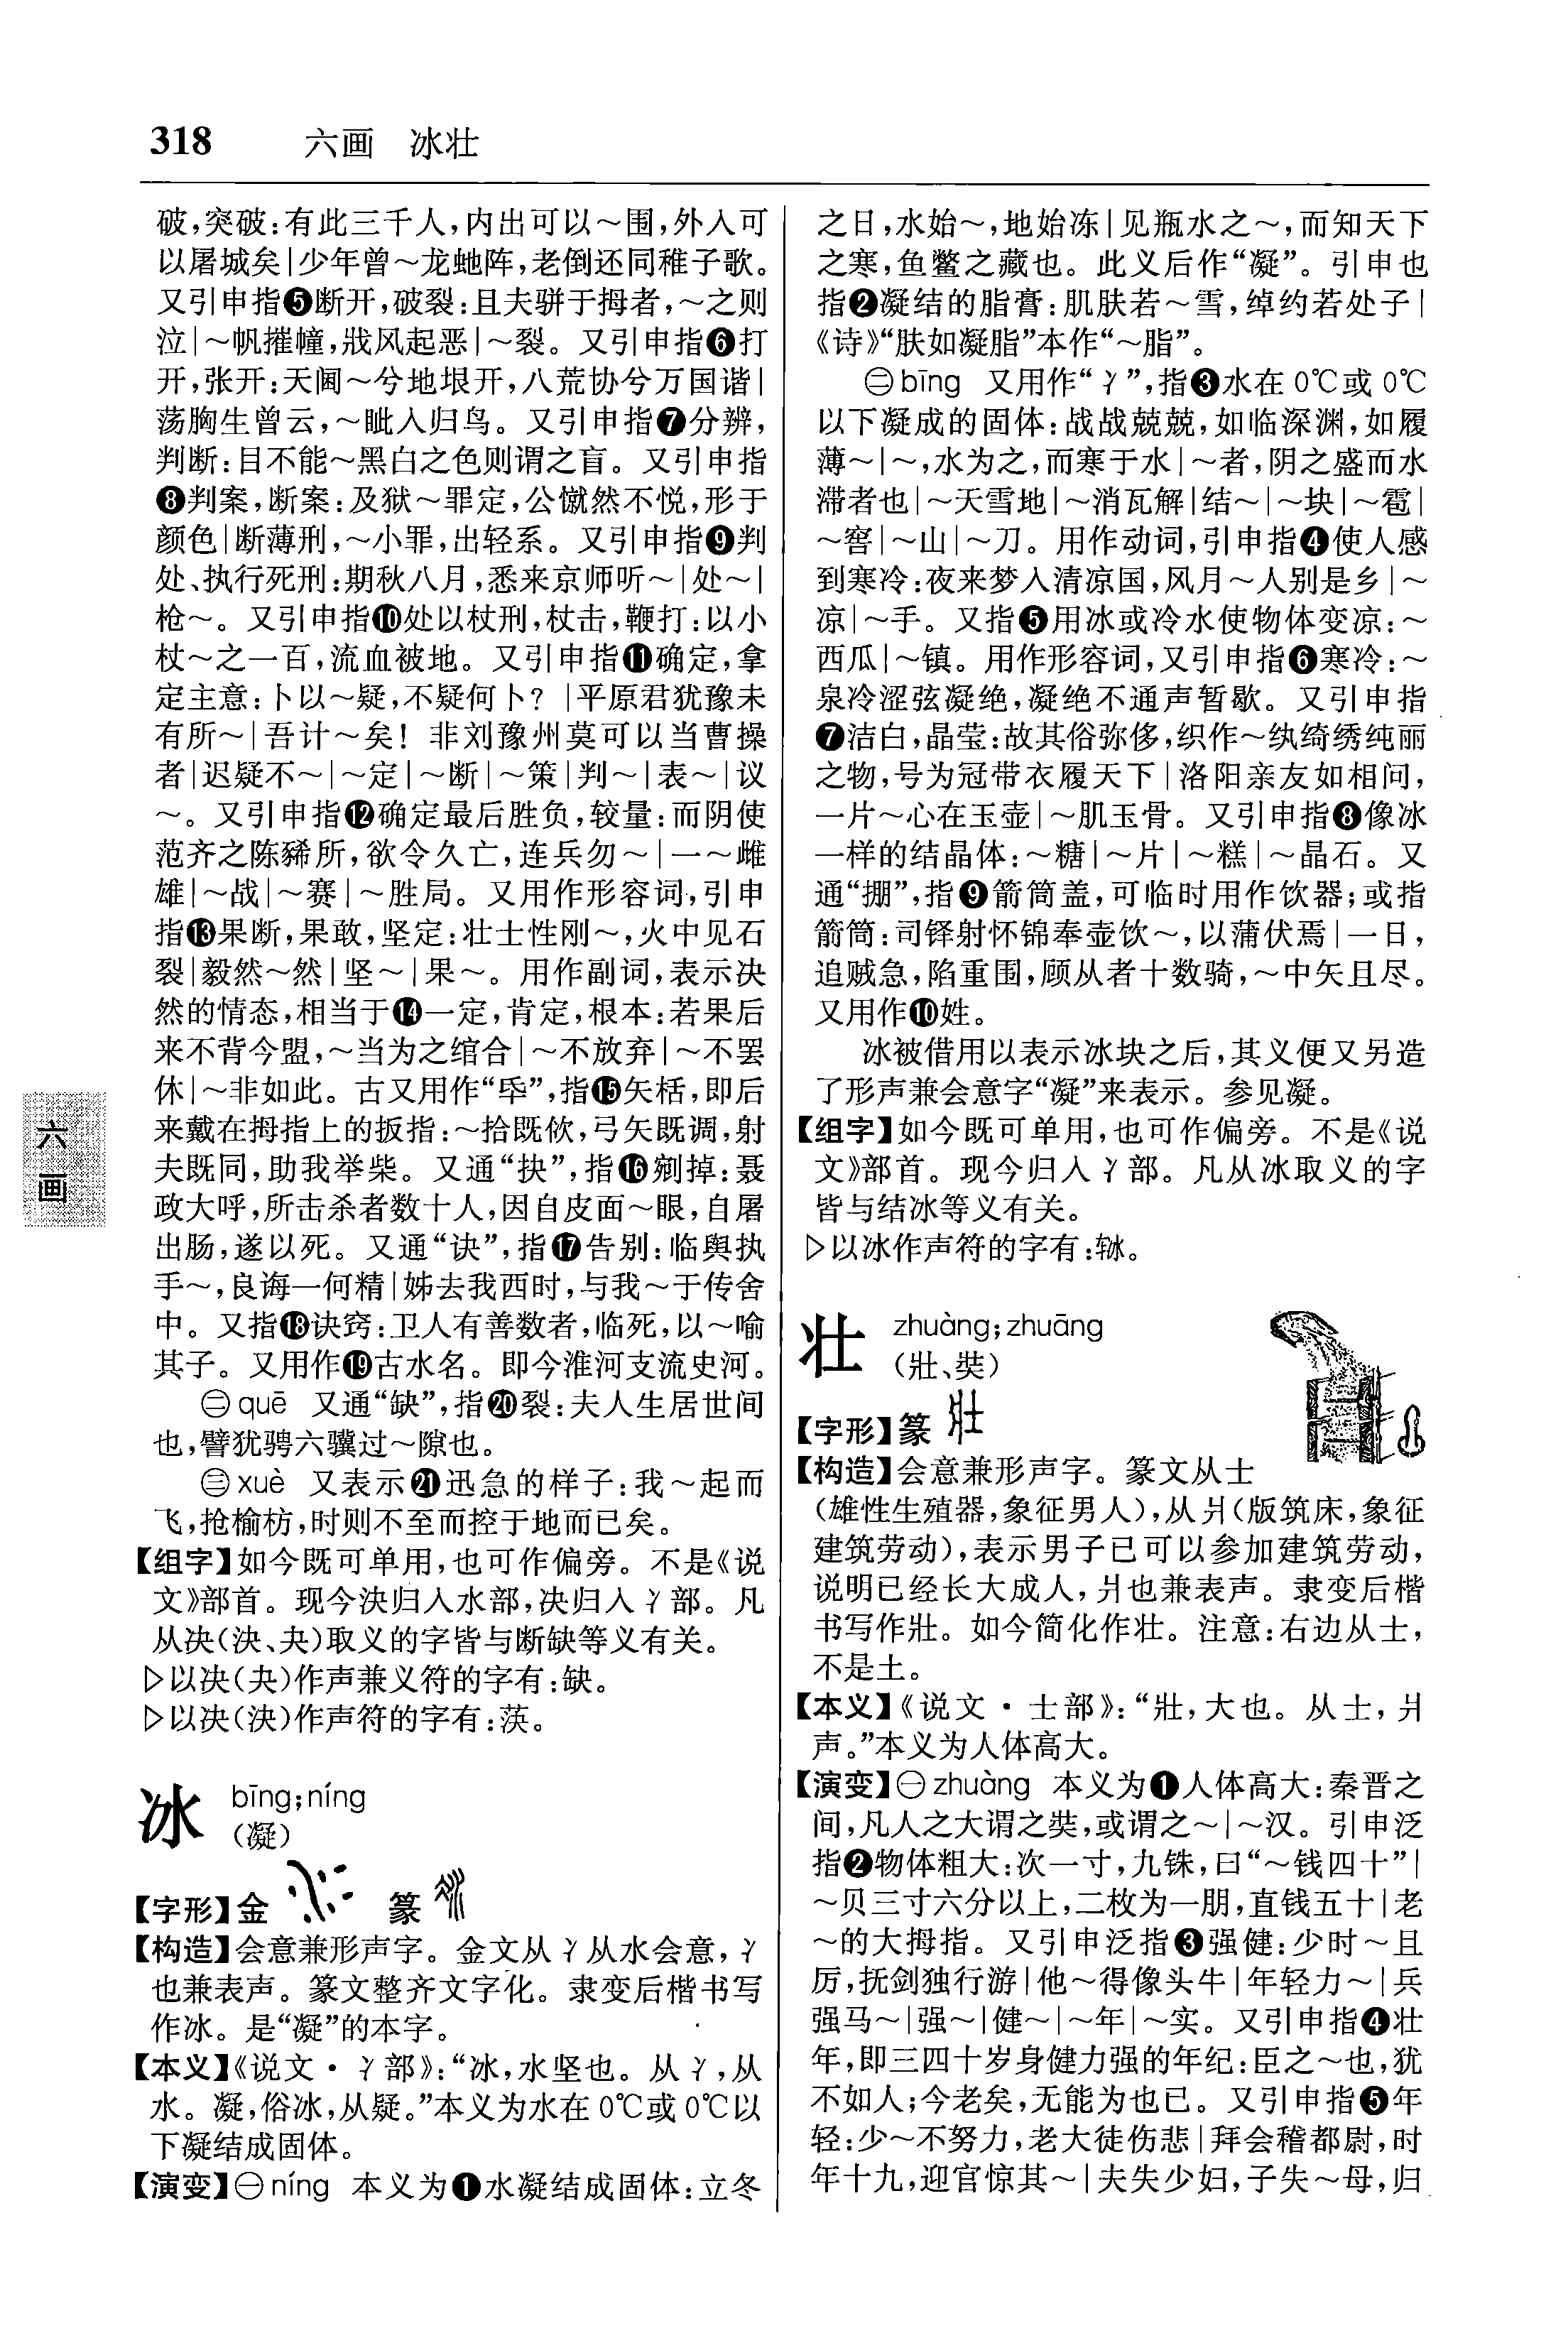 318 六画 冰壮
破,突破:有此三千人,内出可以～围,外入可
以屠城矣|少年曾～龙虵阵,老倒还同稚子歌。
又引申指❺断开,破裂:且夫骈于拇者,～之则
泣|～帆摧幢,戕风起恶|～裂。又引申指❻打
开,张开:天阃～兮地垠开,八荒协兮万国谐|
荡胸生曾云,～眦入归鸟。又引申指❼分辨,
判断:目不能～黑白之色则谓之盲。又引申指
❽判案,断案:及狱～罪定,公愀然不悦,形于
颜色|断薄刑,～小罪,出轻系。又引申指❾判
处、执行死刑:期秋八月,悉来京师听～|处～|
枪～。又引申指❿处以杖刑,杖击,鞭打:以小
杖～之一百,流血被地。又引申指⓫确定,拿
定主意:卜以～疑,不疑何卜?|平原君犹豫未
有所～|吾计～矣!非刘豫州莫可以当曹操
者|迟疑不～|～定|～断|～策|判～|表～|议
～。又引申指⓬确定最后胜负,较量:而阴使
范齐之陈豨所,欲令久亡,连兵勿～|一～雌
雄|～战|～赛|～胜局。又用作形容词,引申
指⓭果断,果敢,坚定:壮士性刚～,火中见石
裂|毅然～然|坚～|果～。用作副词,表示决
然的情态,相当于⓮一定,肯定,根本:若果后
来不背今盟,～当为之绾合|～不放弃|～不罢
休|～非如此。古又用作“㞔”,指⓯矢栝,即后
来戴在拇指上的扳指:～拾既佽,弓矢既调,射
夫既同,助我举柴。又通“抉”,指⓰剜掉:聂
政大呼,所击杀者数十人,因自皮面～眼,自屠
出肠,遂以死。又通“诀”,指⓱告别:临舆执
手～,良诲一何精|姊去我西时,与我～于传舍
中。又指⓲诀窍:卫人有善数者,临死,以～喻
其子。又用作⓳古水名。即今淮河支流史河。
㊁quē 又通“缺”,指⓴裂:夫人生居世间
也,譬犹骋六骥过～隙也。
㊂xuè 又表示㉑迅急的样子:我～起而
飞,抢榆枋,时则不至而控于地而已矣。
【组字】如今既可单用,也可作偏旁。不是《说
文》部首。现今決归入水部,决归入冫部。凡
从决(決、夬)取义的字皆与断缺等义有关。
▷以决(夬)作声兼义符的字有:缺。
▷以决(決)作声符的字有:蒛。
冰 bīng;níng
(凝)
【字形】金 篆
【构造】会意兼形声字。金文从冫从水会意,冫
也兼表声。篆文整齐文字化。隶变后楷书写
作冰。是“凝”的本字。
【本义】《说文·冫部》:“冰,水坚也。从冫,从
水。凝,俗冰,从疑。”本义为水在0℃或0℃以
下凝结成固体。
【演变】㊀níng 本义为❶水凝结成固体:立冬
之日,水始～,地始冻|见瓶水之～,而知天下
之寒,鱼鳖之藏也。此义后作“凝”。引申也
指❷凝结的脂膏:肌肤若～雪,绰约若处子|
《诗》“肤如凝脂”本作“～脂”。
㊁bīng 又用作“冫”,指❸水在0℃或0℃
以下凝成的固体:战战兢兢,如临深渊,如履
薄～|～,水为之,而寒于水|～者,阴之盛而水
滞者也|～天雪地|～消瓦解|结～|～块|～雹|
～窖|～山|～刀。用作动词,引申指❹使人感
到寒冷:夜来梦入清凉国,风月～人别是乡|～
凉|～手。又指❺用冰或冷水使物体变凉:～
西瓜|～镇。用作形容词,又引申指❻寒冷:～
泉冷涩弦凝绝,凝绝不通声暂歇。又引申指
❼洁白,晶莹:故其俗弥侈,织作～纨绮绣纯丽
之物,号为冠带衣履天下|洛阳亲友如相问,
一片～心在玉壶|～肌玉骨。又引申指❽像冰
一样的结晶体:～糖|～片|～糕|～晶石。又
通“掤”,指❾箭筒盖,可临时用作饮器;或指
箭筒:司铎射怀锦奉壶饮～,以蒲伏焉|一日,
追贼急,陷重围,顾从者十数骑,～中矢且尽。
又用作❿姓。
冰被借用以表示冰块之后,其义便又另造
了形声兼会意字“凝”来表示。参见凝。
【组字】如今既可单用,也可作偏旁。不是《说
文》部首。现今归入冫部。凡从冰取义的字
皆与结冰等义有关。
▷以冰作声符的字有:
壮 zhuàng;zhuāng
(壯、奘)
【字形】篆
【构造】会意兼形声字。篆文从士
(雄性生殖器,象征男人),从爿(版筑床,象征
建筑劳动),表示男子已可以参加建筑劳动,
说明已经长大成人,爿也兼表声。隶变后楷
书写作壯。如今简化作壮。注意:右边从士,
不是土。
【本义】《说文·士部》:“壯,大也。从士,爿
声。”本义为人体高大。
【演变】㊀zhuàng 本义为❶人体高大:秦晋之
间,凡人之大谓之奘,或谓之～|～汉。引申泛
指❷物体粗大:次一寸,九铢,曰“～钱四十”|
～贝三寸六分以上,二枚为一朋,直钱五十|老
～的大拇指。又引申泛指❸强健:少时～且
厉,抚剑独行游|他～得像头牛|年轻力～|兵
强马～|强～|健～|～年|～实。又引申指❹壮
年,即三四十岁身健力强的年纪:臣之～也,犹
不如人;今老矣,无能为也已。又引申指❺年
轻:少～不努力,老大徒伤悲|拜会稽都尉,时
年十九,迎官惊其～|夫失少妇,子失～母,归
六
画